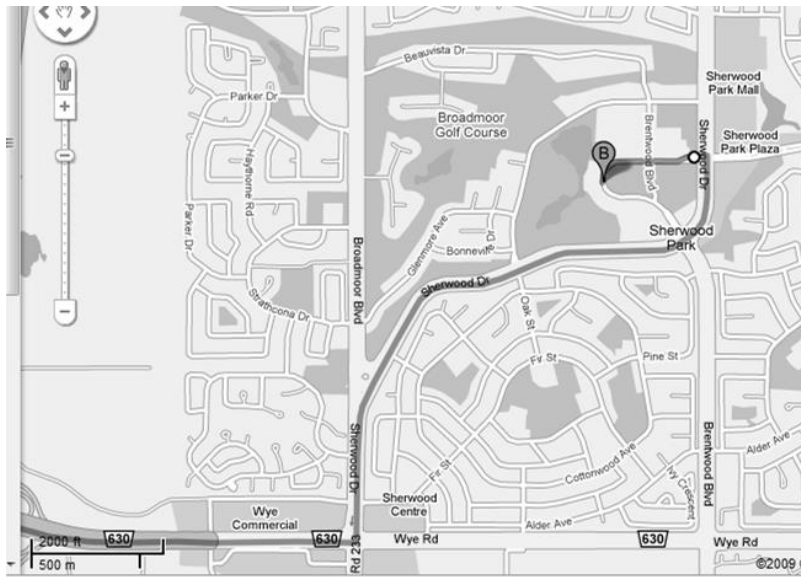 Beauvista Dr
Sherwood
Park Mall
Parker Dr
Broadmoor
Golf Course
Brentwood Blvd
Sherwood Dr
Sherwood
Park Plaza
B
Haythorne Rd
Parker Dr
Glenmore Ave
Bonneville
Dr
Sherwood
Park
Broadmoor Blvd
Sherwood Dr
Strathcona Dr
Oak St
Fir St
Pine St
Sherwood Dr
Fir St
Cottonwood Ave
Ivy Crescent
Brentwood Blvd
Alder Ave
Wye
Commercial
Sherwood
Centre
Alder Ave
2000 ft
630
630
Wye Rd
630
Wye Rd
500 m
Rd 233
©2009